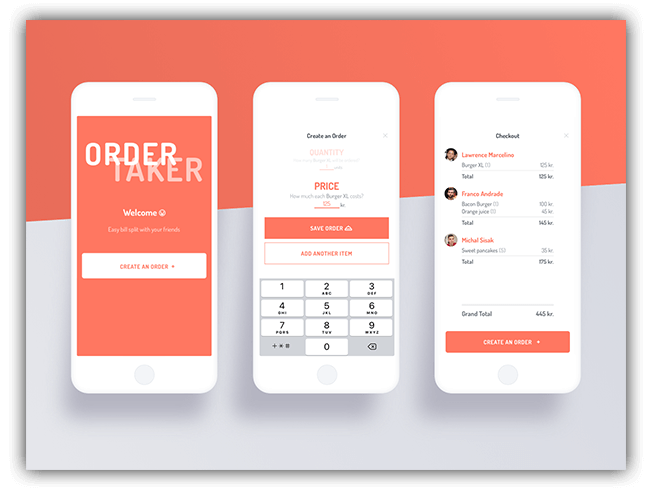 ORDER
TAKER
Welcome
Easy bill split with your friends
CREATE AN ORDER +
Create an Order ×
QUANTITY
PRICE
How much each Burger XL costs?
125 kr.
SAVE ORDER
ADD ANOTHER ITEM
1 2 3
ABC DEF
4 5 6
GHI JKL MNO
7 8 9
PQRS TUV WXYZ
+ ✳ # 0
Checkout ×
Lawrence Marcelino
Burger XL (1) 125 kr.
Total 125 kr.
Franco Andrade
Bacon Burger (1) 100 kr.
Orange juice (1) 45 kr.
Total 145 kr.
Michal Sisak
Sweet pancakes (5) 35 kr.
Total 175 kr.
Grand Total 445 kr.
CREATE AN ORDER +